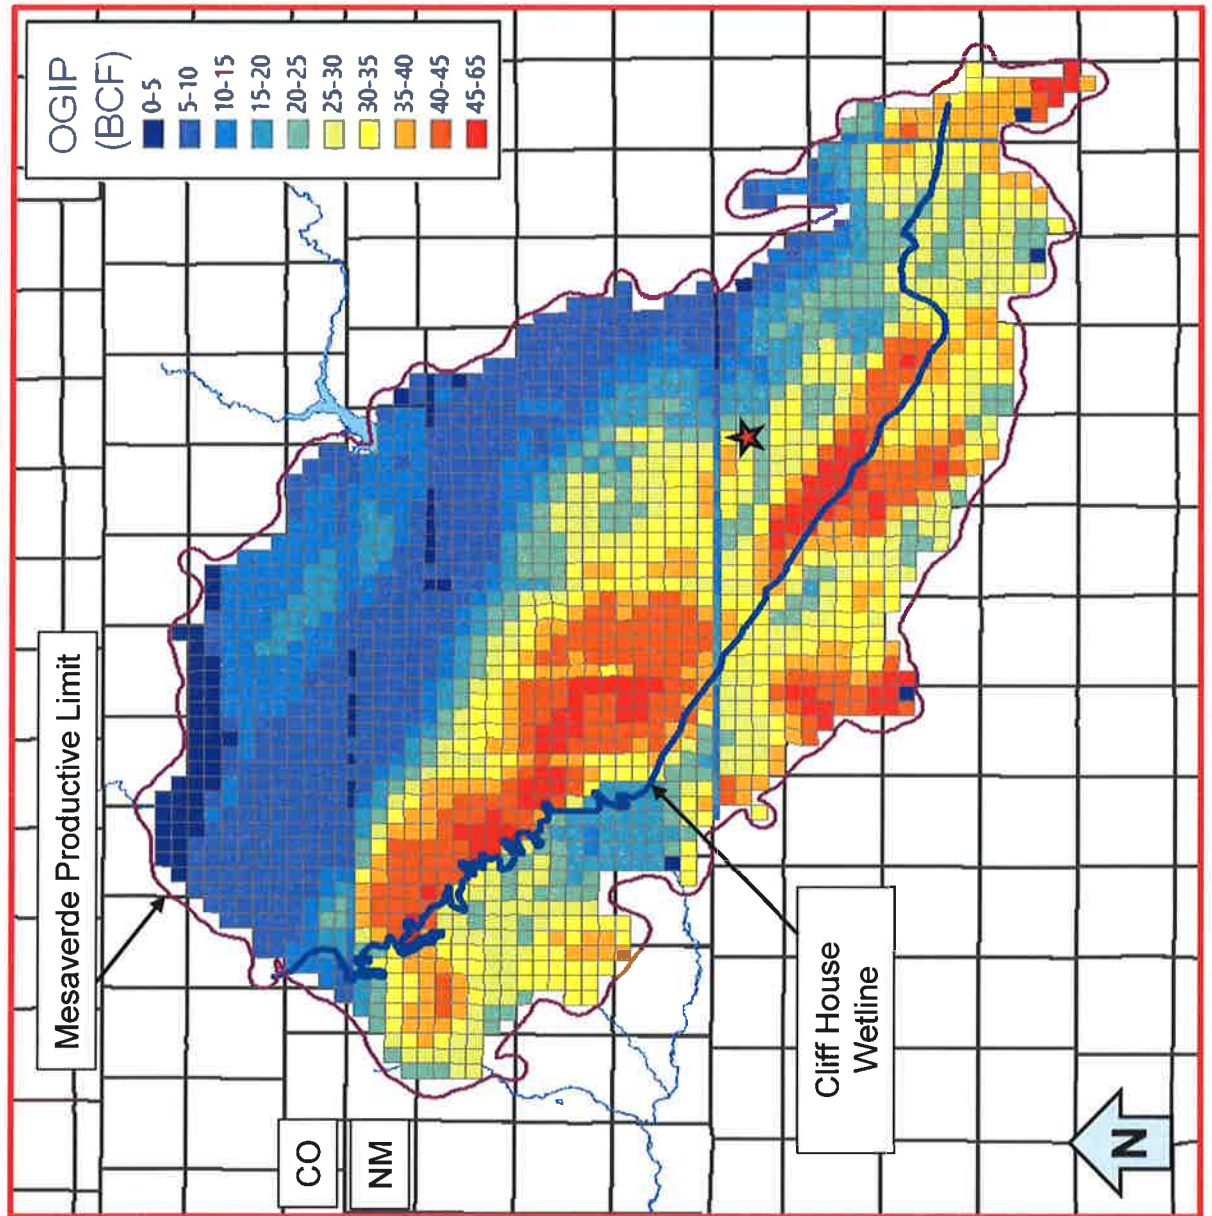 OGIP
(BCF)
0-5
5-10
10-15
15-20
20-25
25-30
30-35
35-40
40-45
45-65
Mesaverde Productive Limit
CO
NM
Cliff House
Wetline
N